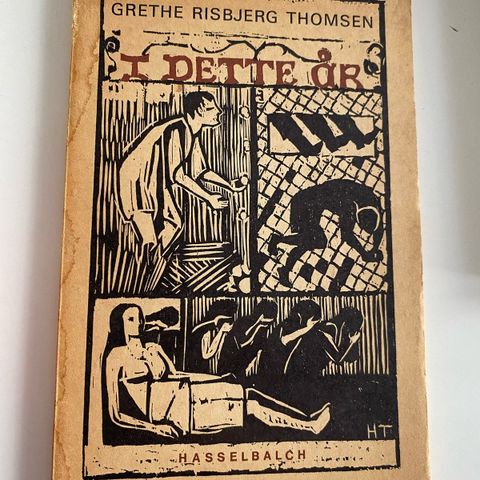 GRETHE RISBJERG THOMSEN
I DETTE ÅR
HT
HASSELBALCH